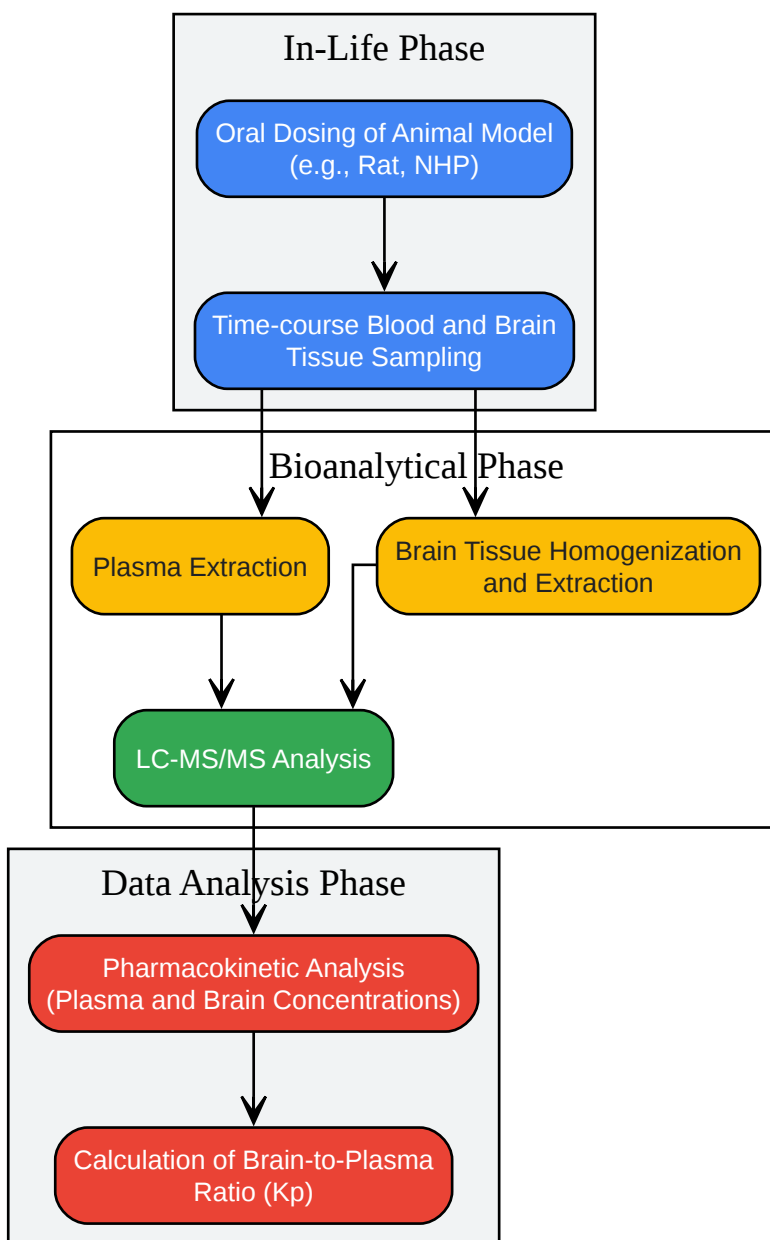 In-Life Phase
Oral Dosing of Animal Model
(e.g., Rat, NHP)
Time-course Blood and Brain
Tissue Sampling
Bioanalytical Phase
Plasma Extraction
Brain Tissue Homogenization
and Extraction
LC-MS/MS Analysis
Data Analysis Phase
Pharmacokinetic Analysis
(Plasma and Brain Concentrations)
Calculation of Brain-to-Plasma
Ratio (Kp)